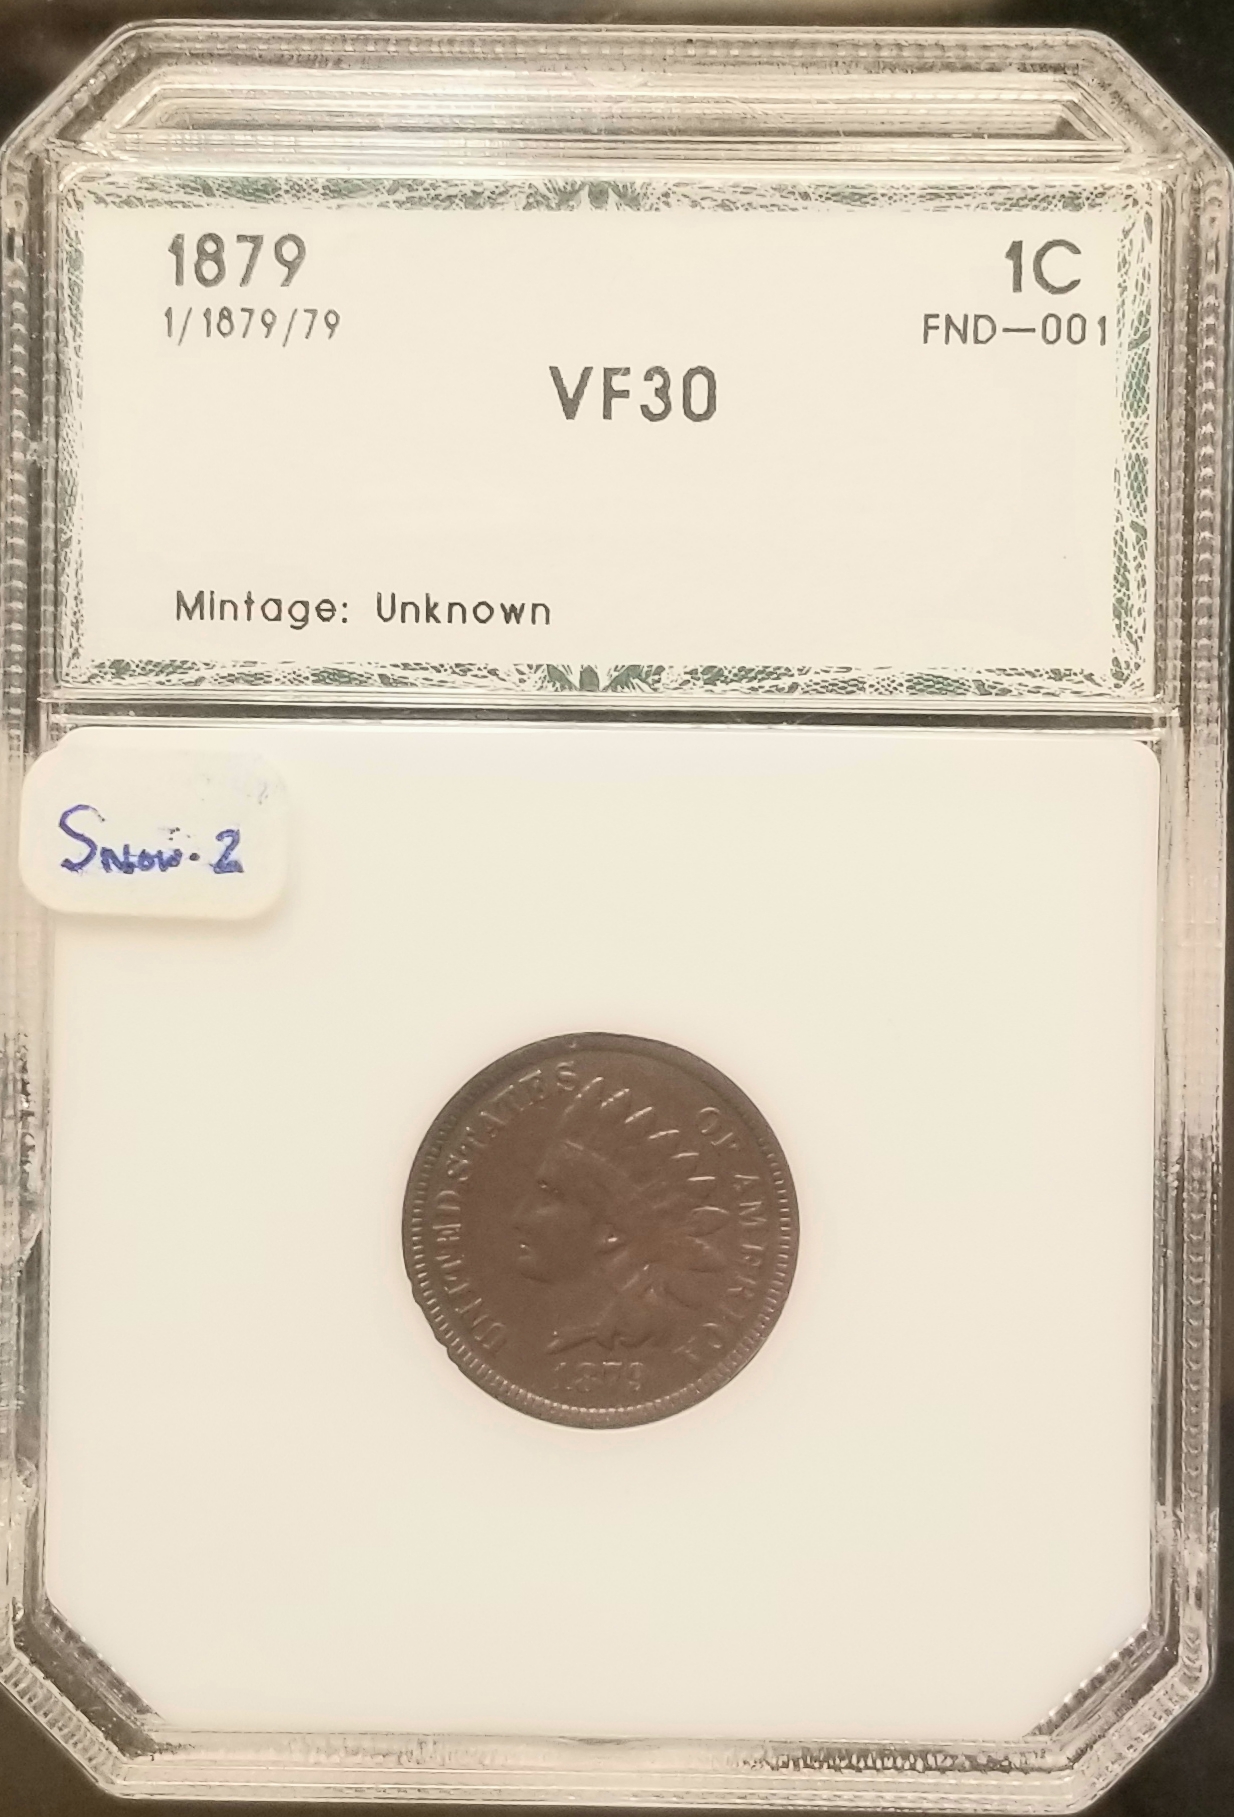 1879 1C
1/1879/79 FND-001
VF30
Mintage: Unknown
Snow-2
UNITED STATES OF AMERICA
1879